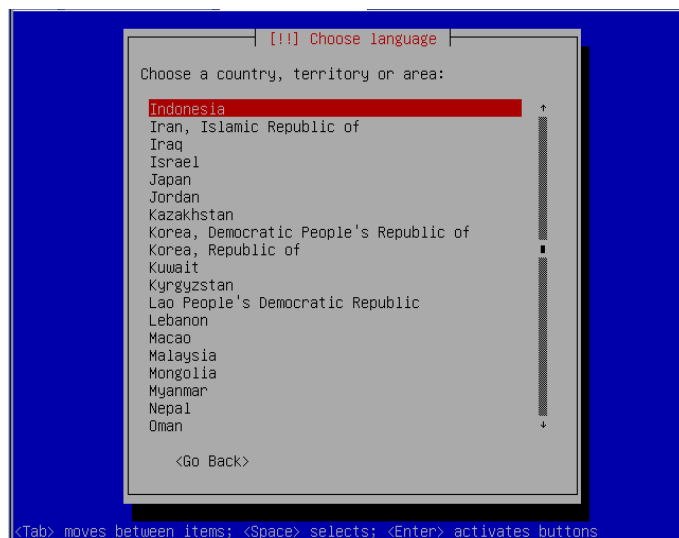 [!!] Choose language
Choose a country, territory or area:
Indonesia
Iran, Islamic Republic of
Iraq
Israel
Japan
Jordan
Kazakhstan
Korea, Democratic People's Republic of
Korea, Republic of
Kuwait
Kyrgyzstan
Lao People's Democratic Republic
Lebanon
Macao
Malaysia
Mongolia
Myanmar
Nepal
Oman
<Go Back>
<Tab> moves between items; <Space> selects; <Enter> activates buttons